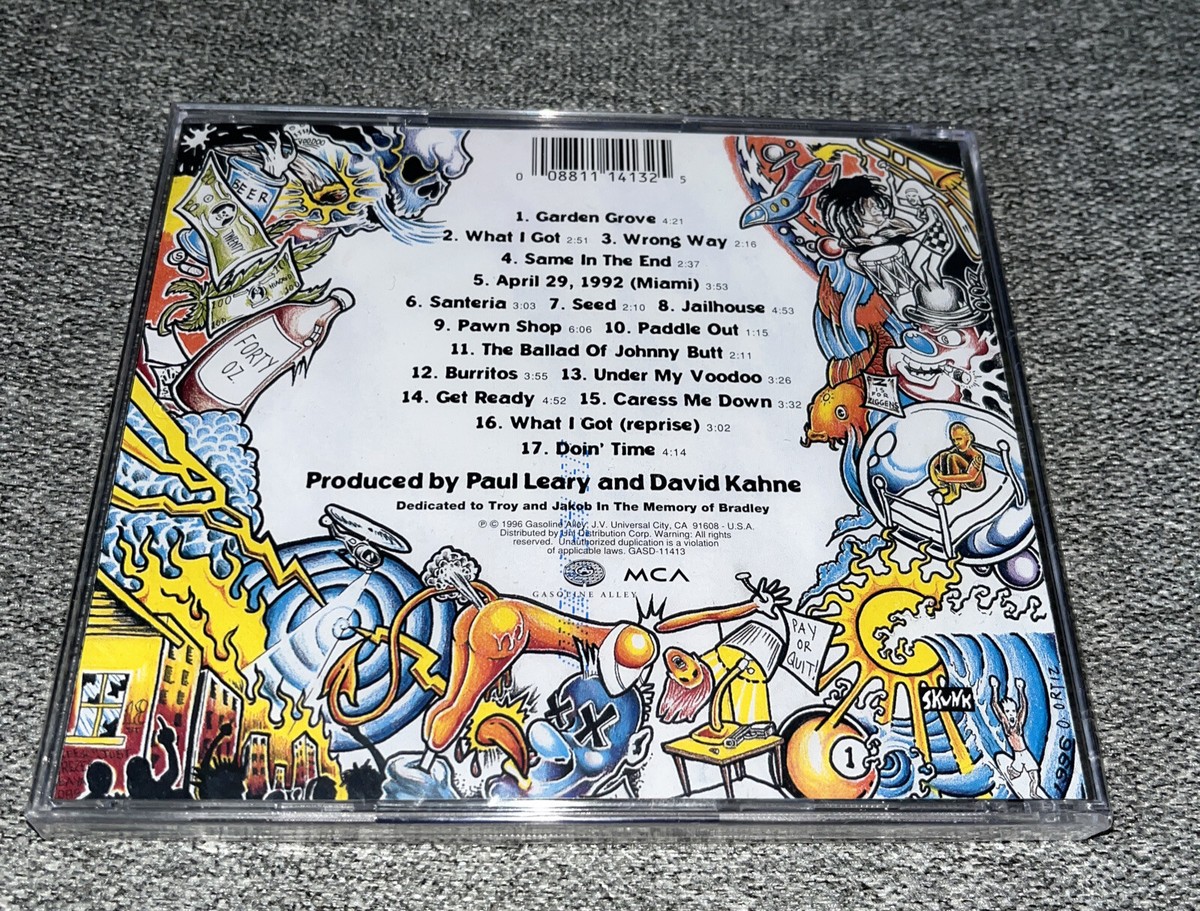 0 08811 14132 5
1. Garden Grove 4:21
2. What I Got 2:51 3. Wrong Way 2:16
4. Same In The End 2:37
5. April 29, 1992 (Miami) 3:53
6. Santeria 3:03 7. Seed 2:10 8. Jailhouse 4:53
9. Pawn Shop 6:06 10. Paddle Out 1:15
11. The Ballad Of Johnny Butt 2:11
12. Burritos 3:55 13. Under My Voodoo 3:26
14. Get Ready 4:52 15. Caress Me Down 3:32
16. What I Got (reprise) 3:02
17. Doin' Time 4:14
Produced by Paul Leary and David Kahne
Dedicated to Troy and Jakob In The Memory of Bradley
℗ © 1996 Gasoline Alley, J.V. Universal City, CA 91608 - U.S.A.
Distributed by Uni Distribution Corp. Warning: All rights
reserved. Unauthorized duplication is a violation
of applicable laws. GASD-11413
GASOLINE ALLEY
MCA
VOODOO
BEER
100
FORTY
OZ.
N
IS
FOR
ZIGGENS
PAY
OR
QUIT!
SKUNK
1
1996 O. ORTIZ